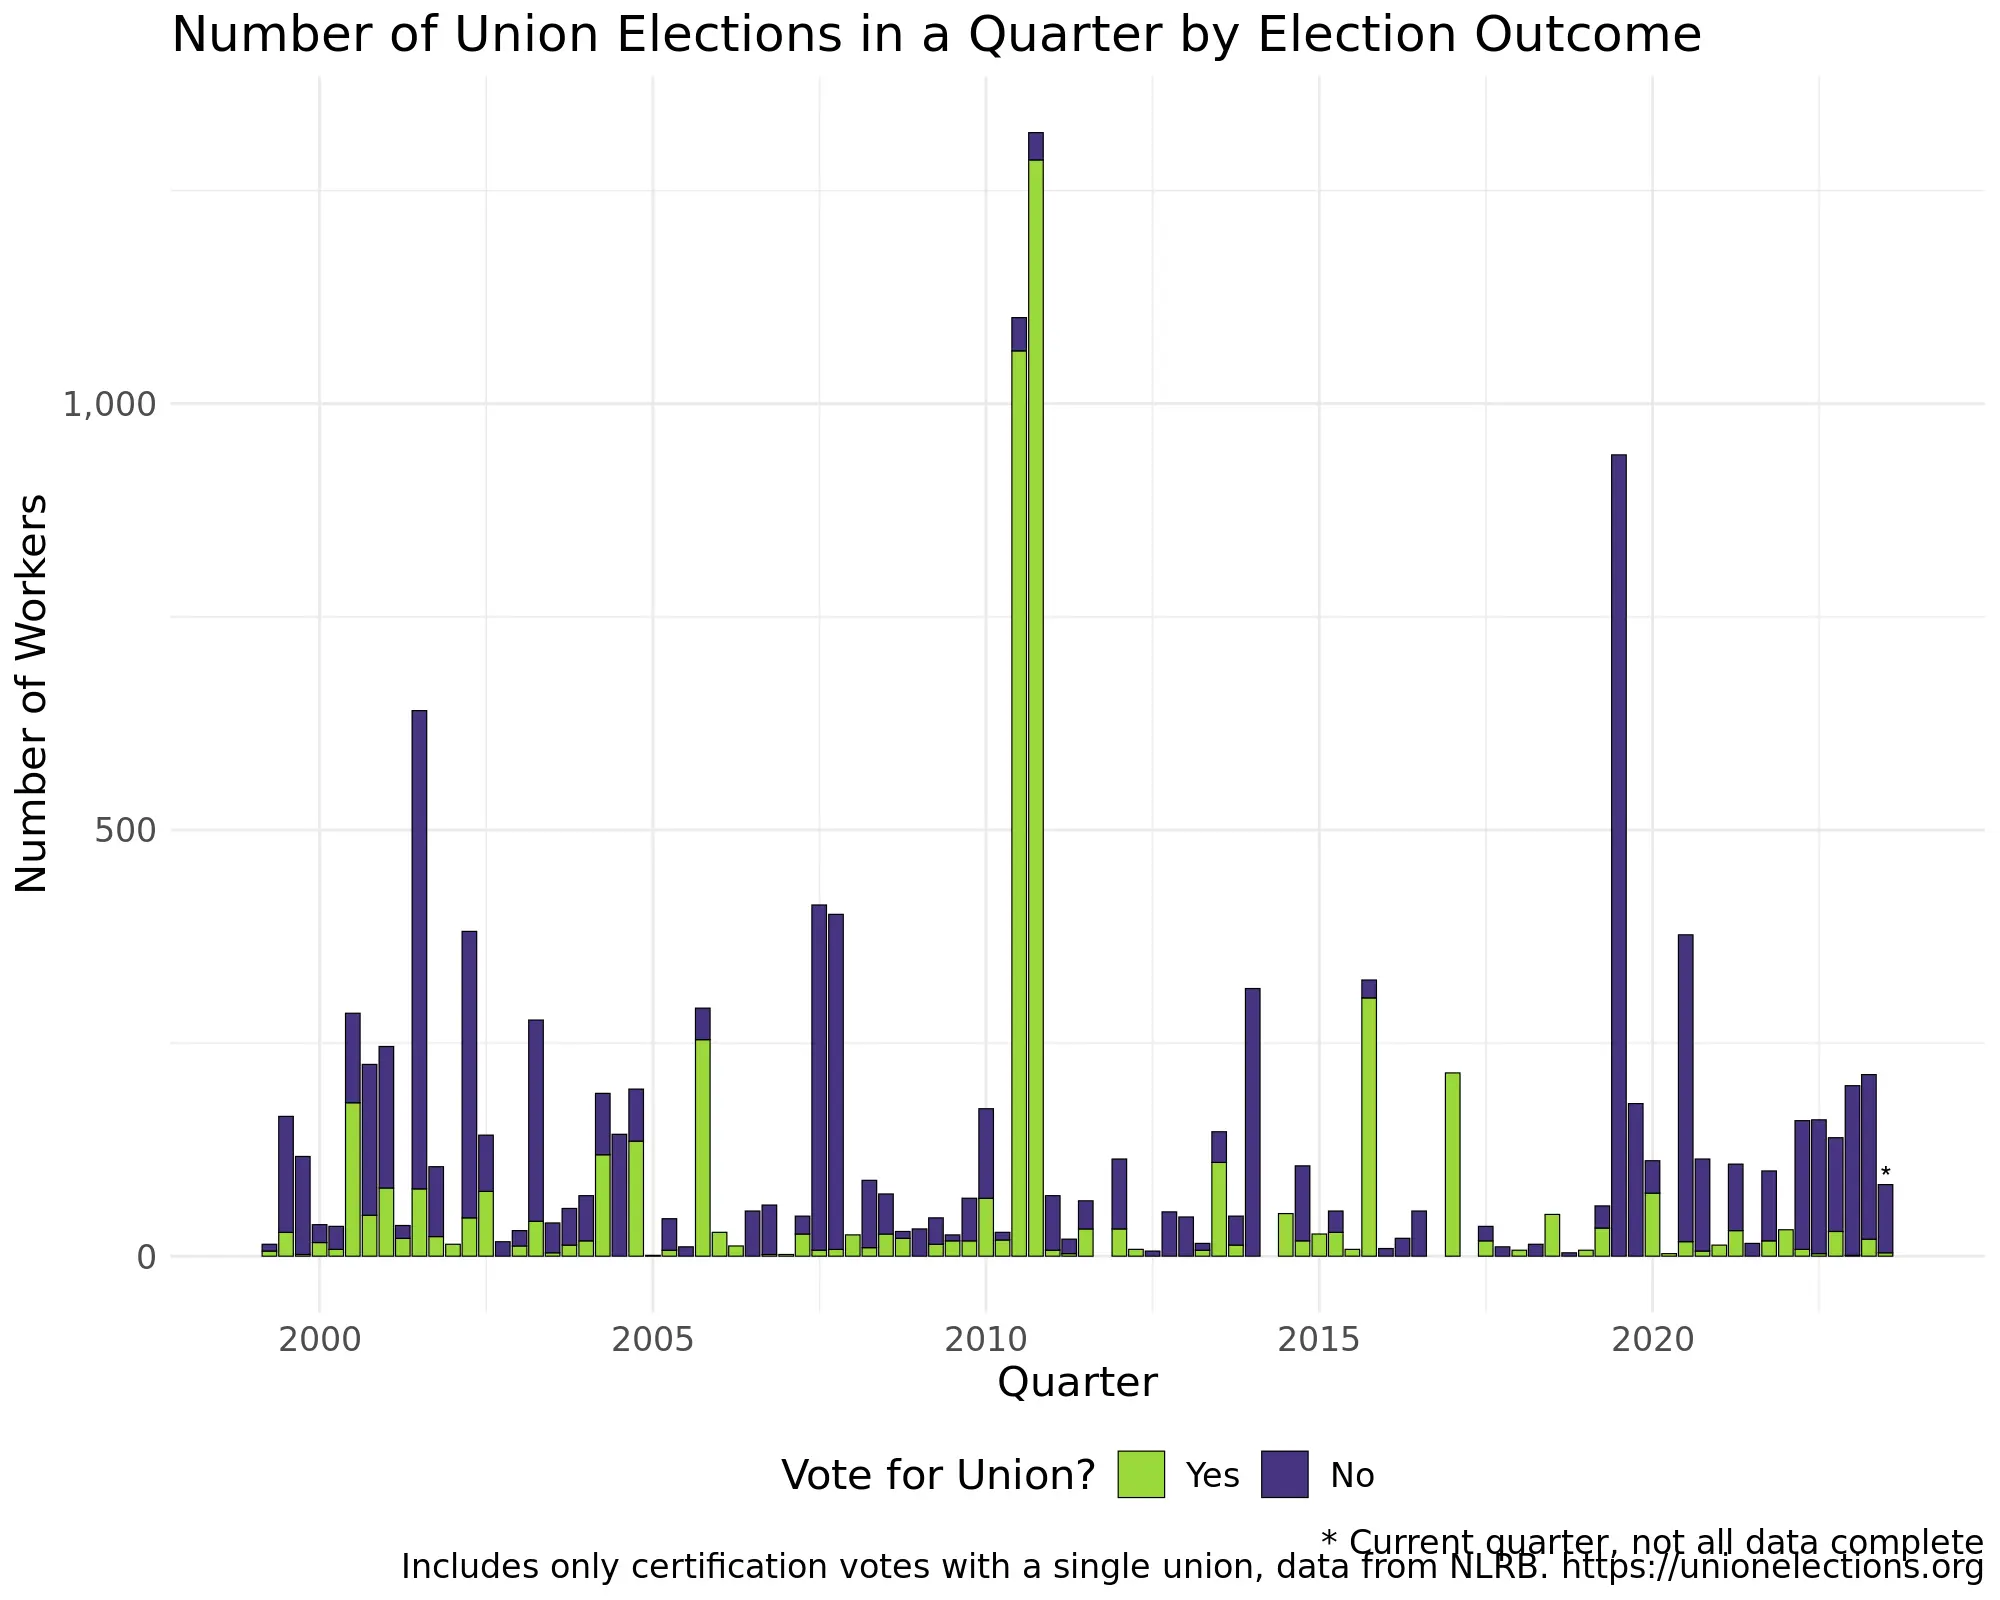 Number of Union Elections in a Quarter by Election Outcome
Number of Workers
1,000
500
0
*
2000 2005 2010 2015 2020
Quarter
Vote for Union? Yes No
* Current quarter, not all data complete
Includes only certification votes with a single union, data from NLRB. https://unionelections.org